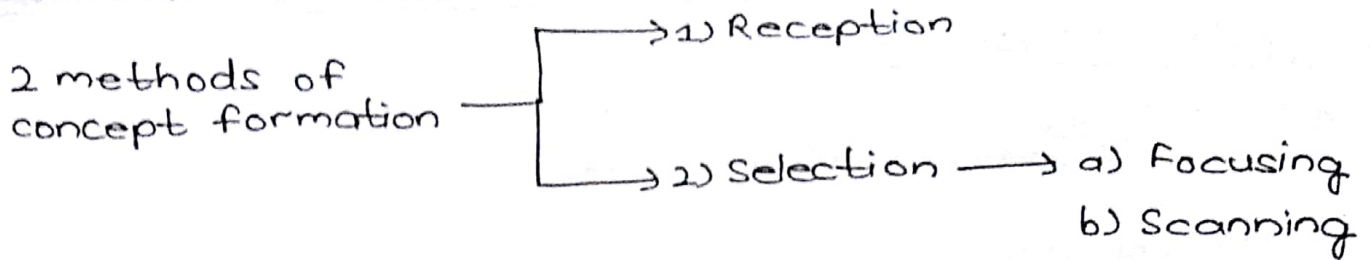 2 methods of
concept formation
1) Reception
2) Selection
a) Focusing
b) Scanning